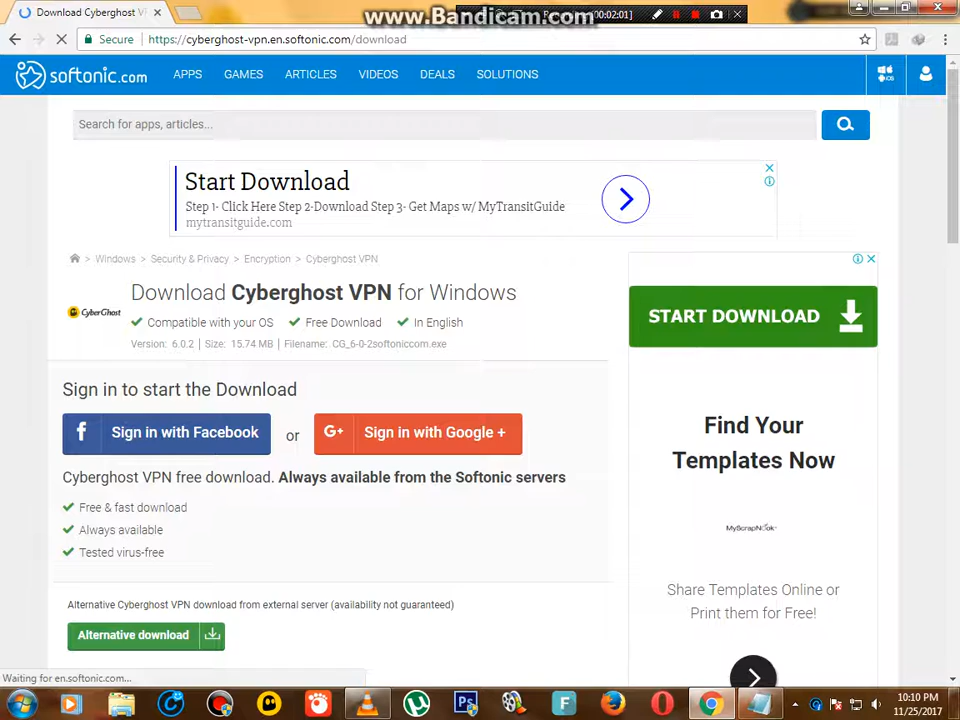 Download Cyberghost VP
www.Bandicam.com
00:02:01
Secure
https://cyberghost-vpn.en.softonic.com/download
softonic.com
APPS
GAMES
ARTICLES
VIDEOS
DEALS
SOLUTIONS
iOS
Search for apps, articles...
Start Download
Step 1- Click Here Step 2-Download Step 3- Get Maps w/ MyTransitGuide
mytransitguide.com
> Windows > Security & Privacy > Encryption > Cyberghost VPN
CyberGhost
Download Cyberghost VPN for Windows
Compatible with your OS
Free Download
In English
Version: 6.0.2 | Size: 15.74 MB | Filename: CG_6-0-2softoniccom.exe
START DOWNLOAD
Sign in to start the Download
f Sign in with Facebook
or
G+ Sign in with Google +
Cyberghost VPN free download. Always available from the Softonic servers
Free & fast download
Always available
Tested virus-free
Find Your
Templates Now
MyScrapNook
Share Templates Online or
Print them for Free!
Alternative Cyberghost VPN download from external server (availability not guaranteed)
Alternative download
Waiting for en.softonic.com...
Ps
F
10:10 PM
11/25/2017